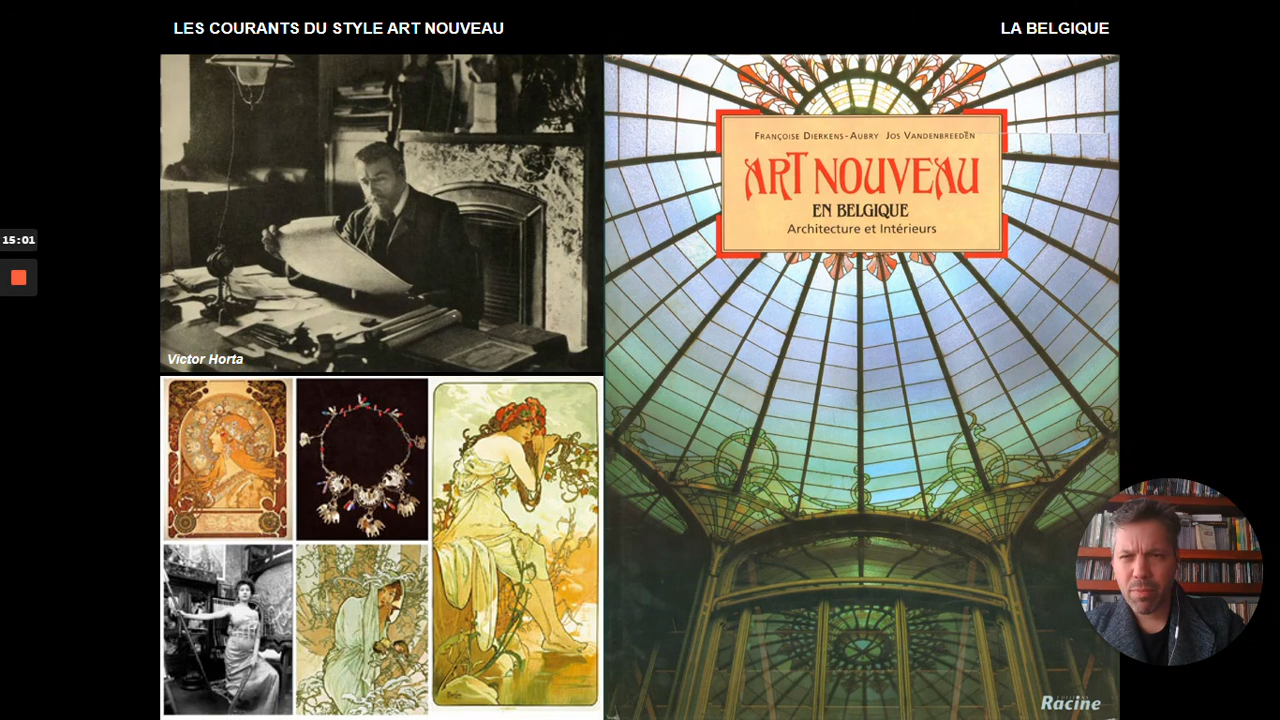 LES COURANTS DU STYLE ART NOUVEAU
LA BELGIQUE
15:01
Victor Horta
FRANÇOISE DIERKENS-AUBRY JOS VANDENBREEDEN
ART NOUVEAU
EN BELGIQUE
Architecture et Intérieurs
EDITIONS
Racine